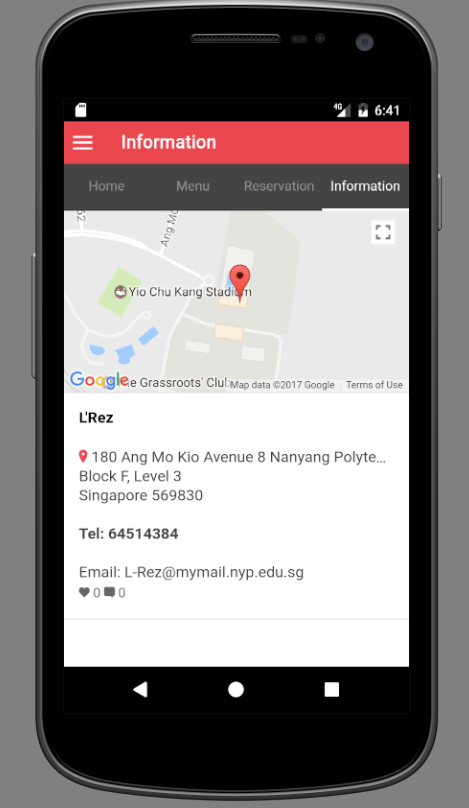 4G 6:41
Information
Home Menu Reservation Information
52
Ang Mo
Yio Chu Kang Stadium
Google
e Grassroots' Club
Map data ©2017 Google Terms of Use
L'Rez
180 Ang Mo Kio Avenue 8 Nanyang Polyte...
Block F, Level 3
Singapore 569830
Tel: 64514384
Email: L-Rez@mymail.nyp.edu.sg
0 0